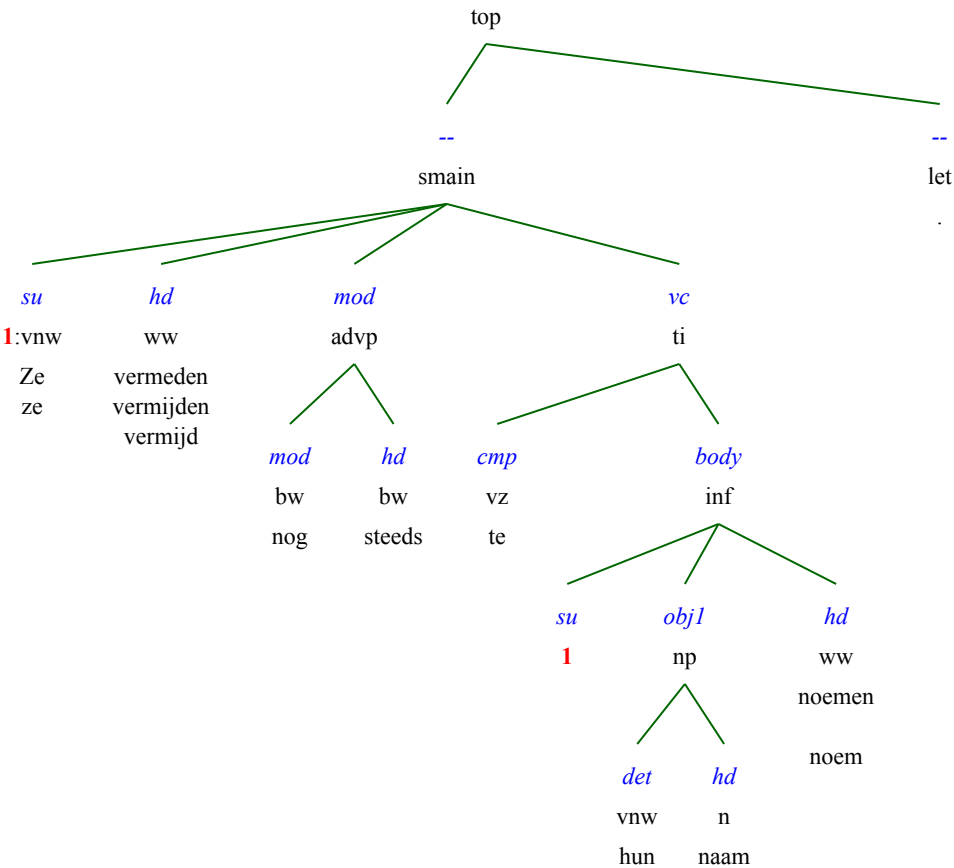 top
-- --
smain let
.
su hd mod vc
1:vnw ww advp ti
Ze vermeden
ze vermijden
vermijd
mod hd cmp body
bw bw vz inf
nog steeds te
su obj1 hd
1 np ww
noemen
noem
det hd
vnw n
hun naam